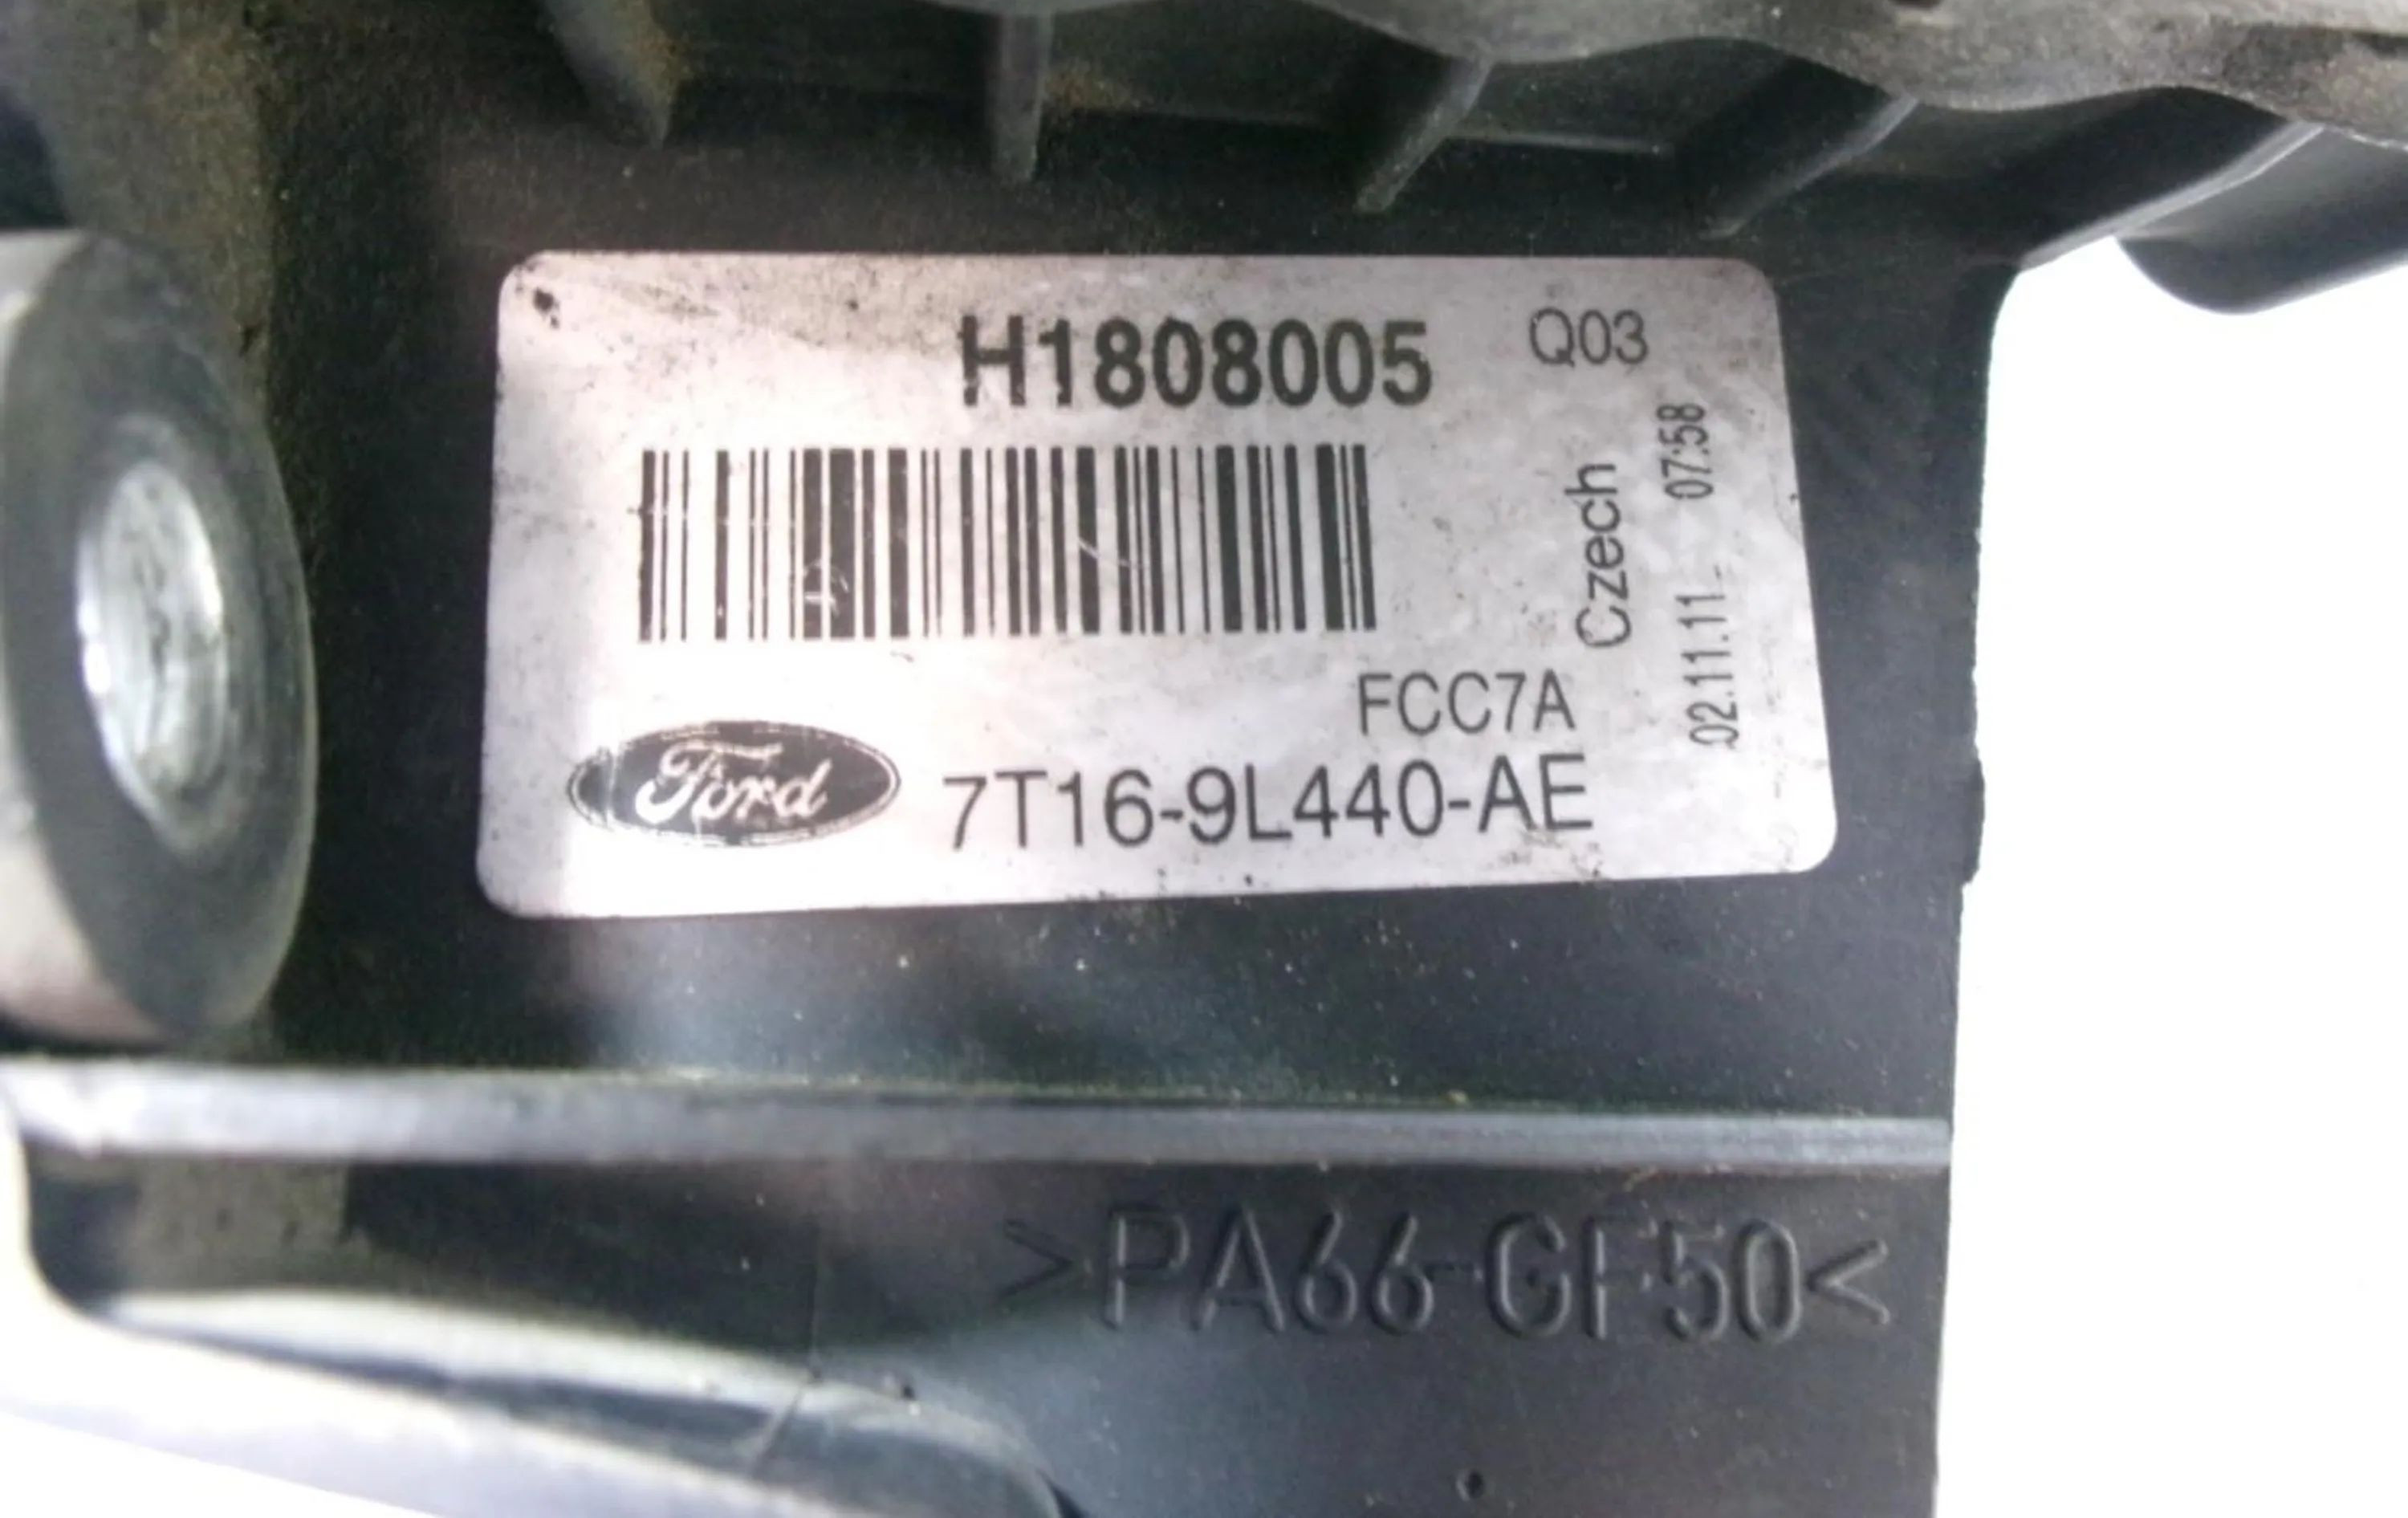 H1808005
Q03
Czech
02.11.11 07:58
FCC7A
Ford
7T16-9L440-AE
>PA66-GF50<